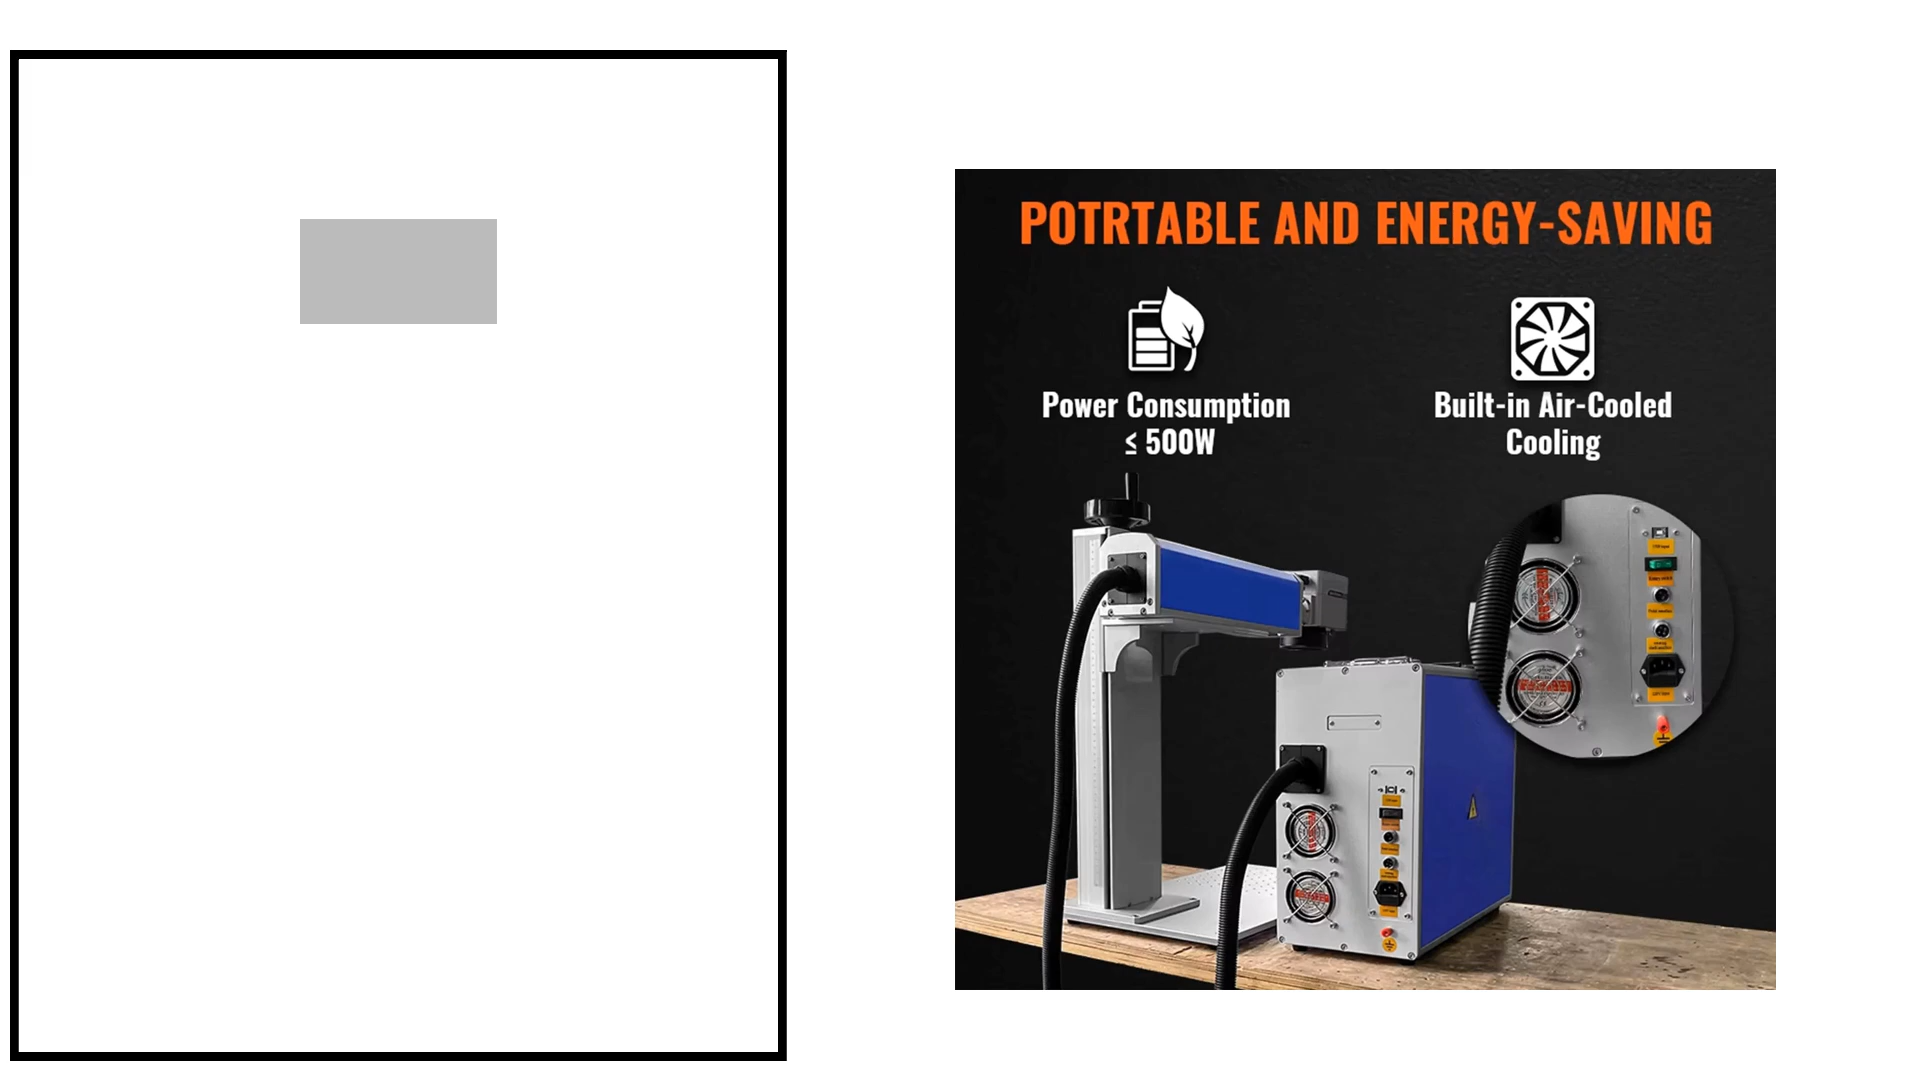 POTRTABLE AND ENERGY-SAVING
Power Consumption
≤ 500W
Built-in Air-Cooled
Cooling